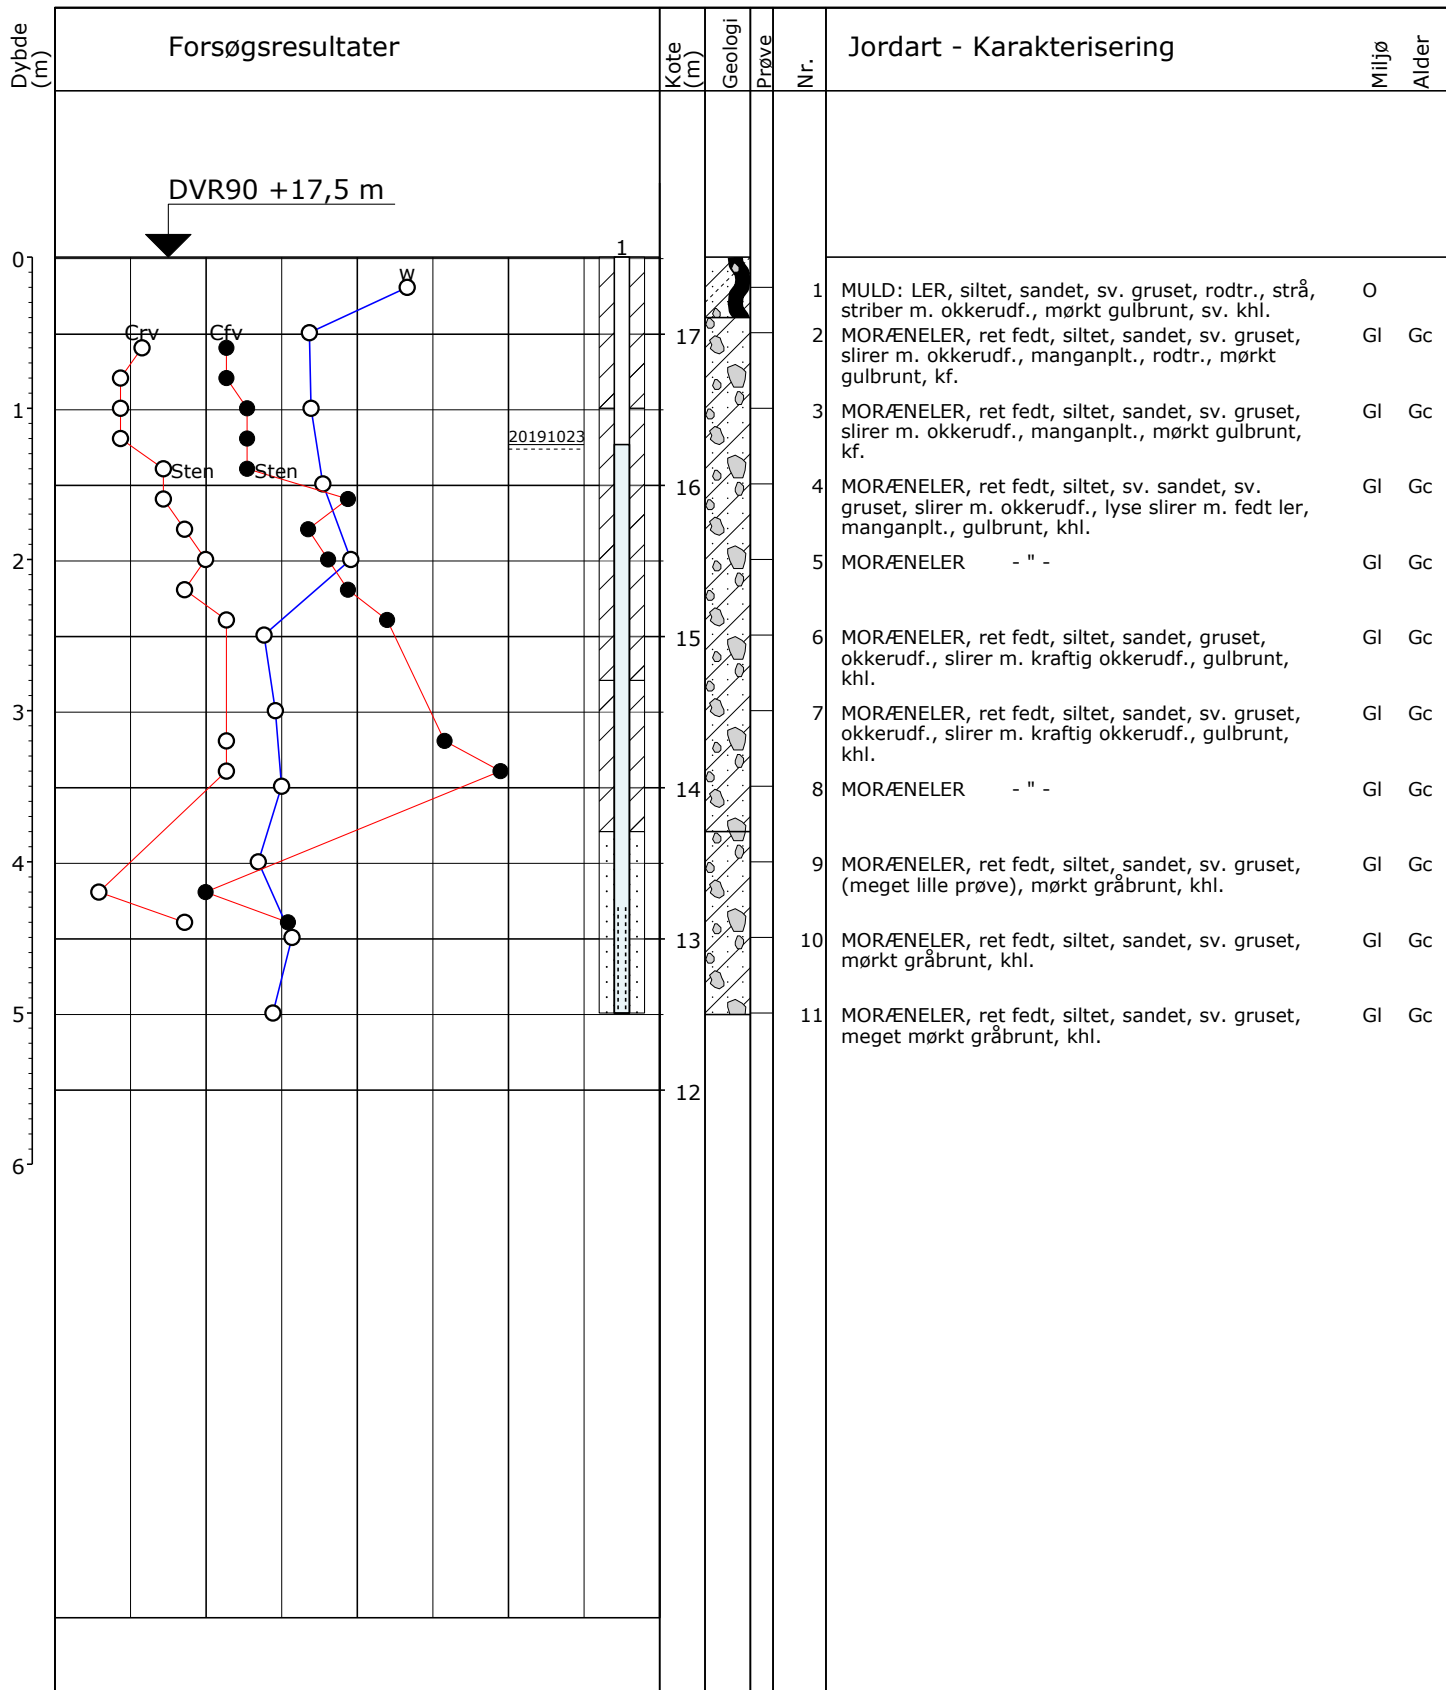 Dybde
(m)
Forsøgsresultater
Kote
(m)
Geologi
Prøve
Nr.
Jordart - Karakterisering
Miljø
Alder
DVR90 +17,5 m
1
0
w
1 MULD: LER, siltet, sandet, sv. gruset, rodtr., strå, O
striber m. okkerudf., mørkt gulbrunt, sv. khl.
Crv
Cfv
17
2 MORÆNELER, ret fedt, siltet, sandet, sv. gruset, Gl Gc
slirer m. okkerudf., manganplt., rodtr., mørkt
gulbrunt, kf.
1
3 MORÆNELER, ret fedt, siltet, sandet, sv. gruset, Gl Gc
slirer m. okkerudf., manganplt., mørkt gulbrunt,
kf.
20191023
Sten
Sten
16
4 MORÆNELER, ret fedt, siltet, sv. sandet, sv. Gl Gc
gruset, slirer m. okkerudf., lyse slirer m. fedt ler,
manganplt., gulbrunt, khl.
2
5 MORÆNELER - " - Gl Gc
15
6 MORÆNELER, ret fedt, siltet, sandet, gruset, Gl Gc
okkerudf., slirer m. kraftig okkerudf., gulbrunt,
khl.
3
7 MORÆNELER, ret fedt, siltet, sandet, sv. gruset, Gl Gc
okkerudf., slirer m. kraftig okkerudf., gulbrunt,
khl.
14
8 MORÆNELER - " - Gl Gc
4
9 MORÆNELER, ret fedt, siltet, sandet, sv. gruset, Gl Gc
(meget lille prøve), mørkt gråbrunt, khl.
13
10 MORÆNELER, ret fedt, siltet, sandet, sv. gruset, Gl Gc
mørkt gråbrunt, khl.
5
11 MORÆNELER, ret fedt, siltet, sandet, sv. gruset, Gl Gc
meget mørkt gråbrunt, khl.
12
6